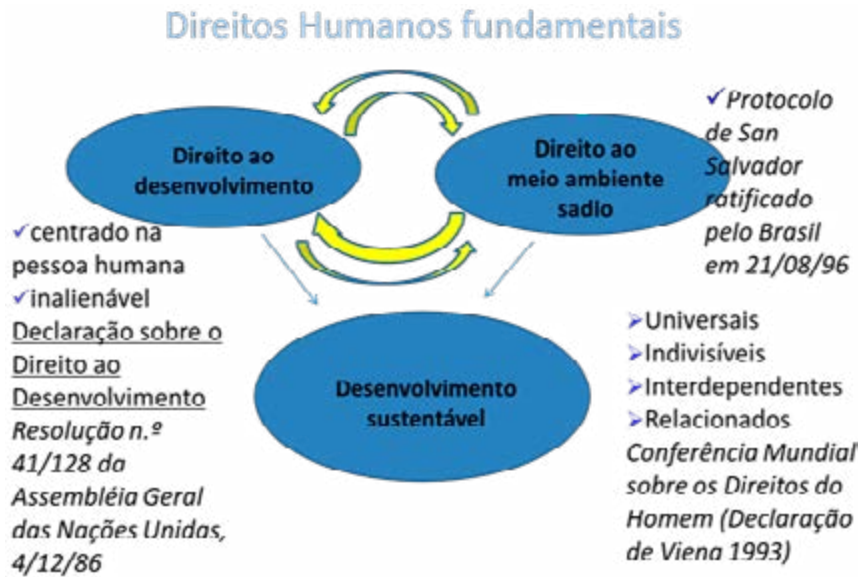 Direitos Humanos fundamentais
Direito ao
desenvolvimento
Direito ao
meio ambiente
sadio
✓Protocolo
de San
Salvador
ratificado
pelo Brasil
em 21/08/96
✓centrado na
pessoa humana
✓inalienável
Declaração sobre o
Direito ao
Desenvolvimento
Resolução n.º
41/128 da
Assembléia Geral
das Nações Unidas,
4/12/86
Desenvolvimento
sustentável
➢Universais
➢Indivisíveis
➢Interdependentes
➢Relacionados
Conferência Mundial
sobre os Direitos do
Homem (Declaração
de Viena 1993)